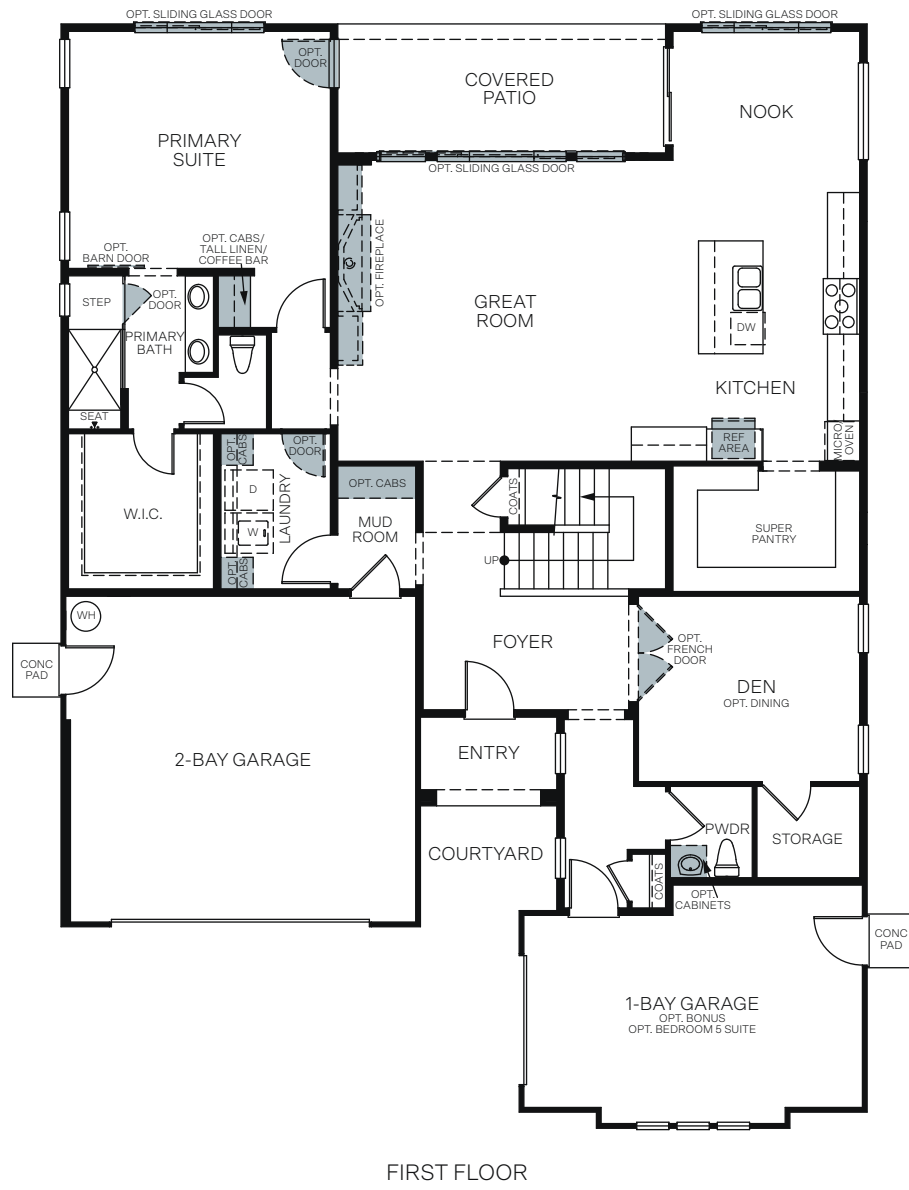 OPT. SLIDING GLASS DOOR
OPT. SLIDING GLASS DOOR
OPT.
DOOR
COVERED
PATIO
NOOK
PRIMARY
SUITE
OPT. SLIDING GLASS DOOR
OPT. FIREPLACE
OPT. CABS/
TALL LINEN/
COFFEE BAR
OPT.
BARN DOOR
STEP
OPT.
DOOR
PRIMARY
BATH
GREAT
ROOM
DW
KITCHEN
SEAT
REF
AREA
MICRO
OVEN
OPT.
CABS
OPT.
DOOR
D
LAUNDRY
W
OPT.
CABS
W.I.C.
OPT. CABS
MUD
ROOM
COATS
UP
SUPER
PANTRY
WH
CONC
PAD
FOYER
OPT.
FRENCH
DOOR
DEN
OPT. DINING
2-BAY GARAGE
ENTRY
COURTYARD
PWDR
STORAGE
COATS
OPT.
CABINETS
CONC
PAD
1-BAY GARAGE
OPT. BONUS
OPT. BEDROOM 5 SUITE
FIRST FLOOR